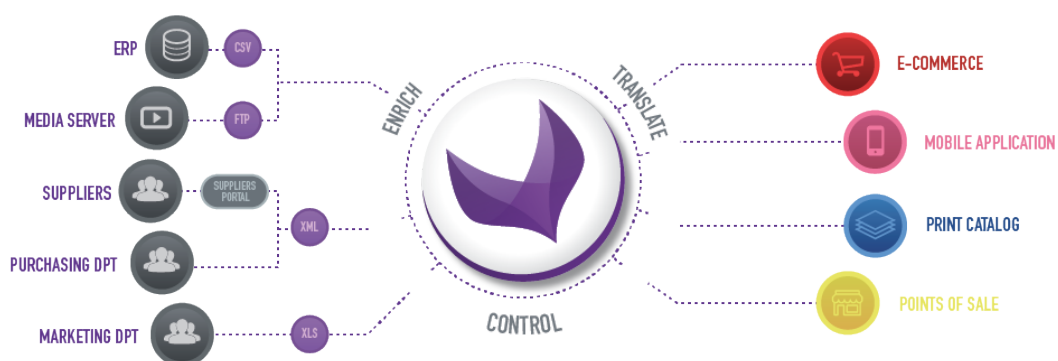 ERP
CSV
MEDIA SERVER
FTP
SUPPLIERS
SUPPLIERS
PORTAL
XML
PURCHASING DPT
MARKETING DPT
XLS
ENRICH
TRANSLATE
CONTROL
E-COMMERCE
MOBILE APPLICATION
PRINT CATALOG
POINTS OF SALE